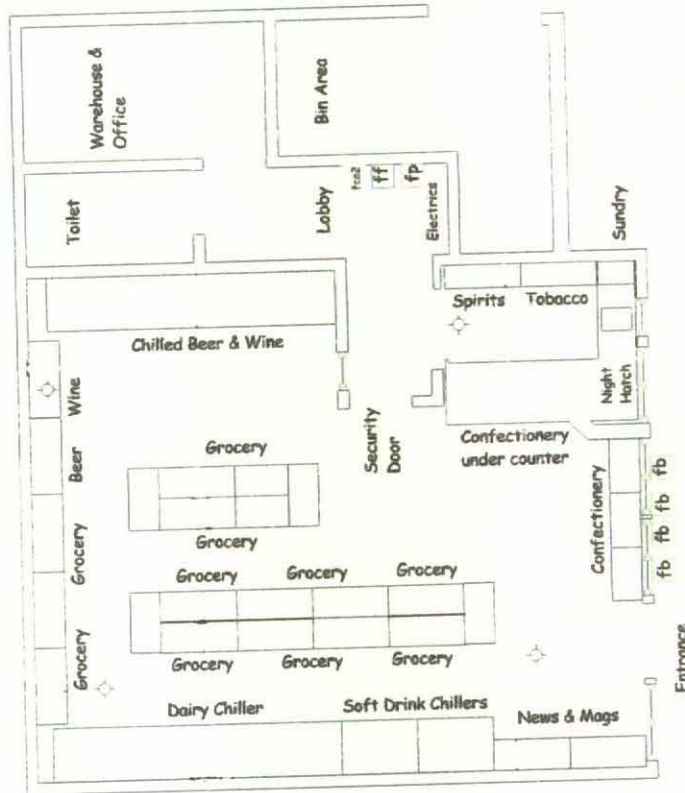 Warehouse &
Office
Bin Area
Toilet
Lobby
fco2
ff
fp
Electrics
Sundry
Spirits
Tobacco
Chilled Beer & Wine
Wine
Beer
Grocery
Grocery
Security
Door
Night
Hatch
Confectionery
under counter
Grocery
Grocery
Confectionery
fb
fb
fb
fb
Grocery
Grocery
Grocery
Grocery
Grocery
Grocery
Dairy Chiller
Soft Drink Chillers
News & Mags
Entrance